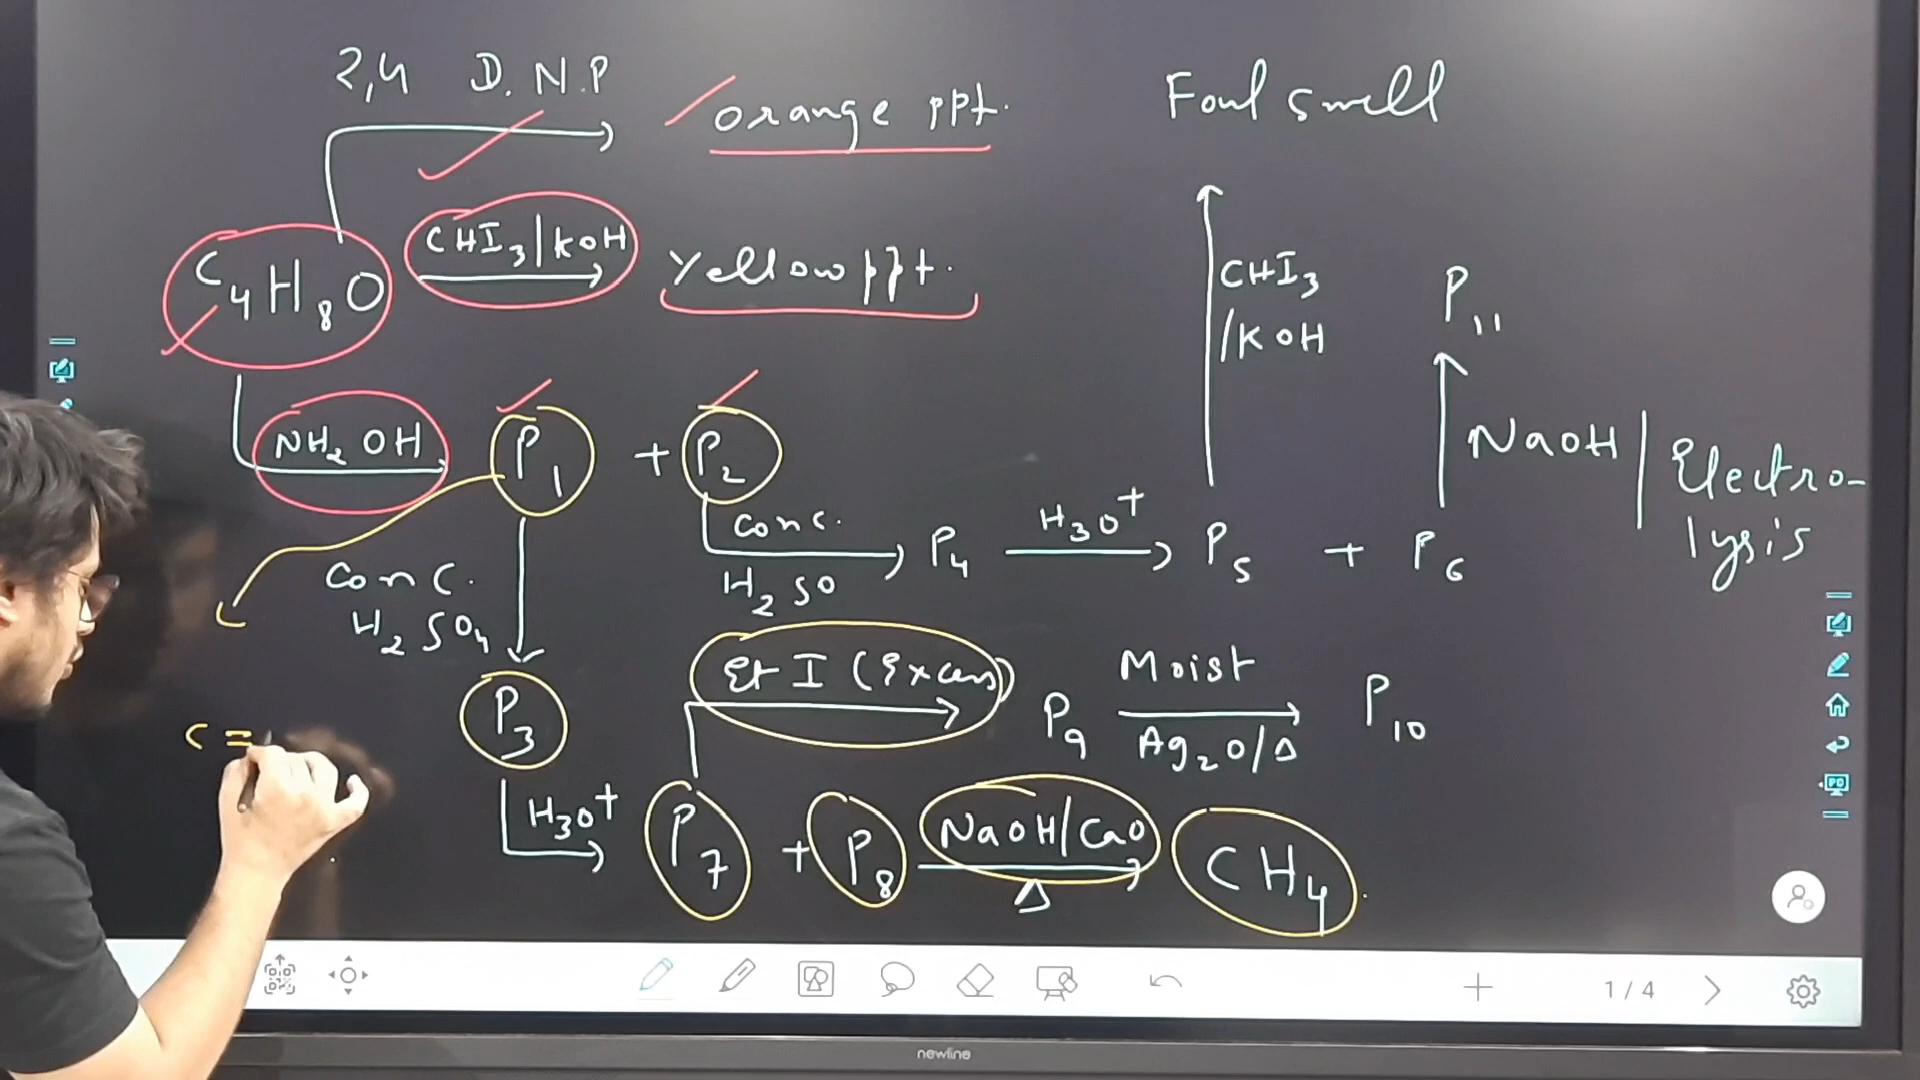 2,4 D.N.P
orange ppt.
Foul smell
C4H8O
CHI3/KOH
yellow ppt.
CHI3
/KOH
P11
NH2OH
P1 + P2
NaOH/Electro-
lysis
conc.
H2SO
P4
H3O+
P5 + P6
conc.
H2SO4
P3
Et I (Excess)
P9
Moist
Ag2O/Δ
P10
C =
H3O+
P7 + P8
NaOH/CaO
Δ
CH4
1/4
newline